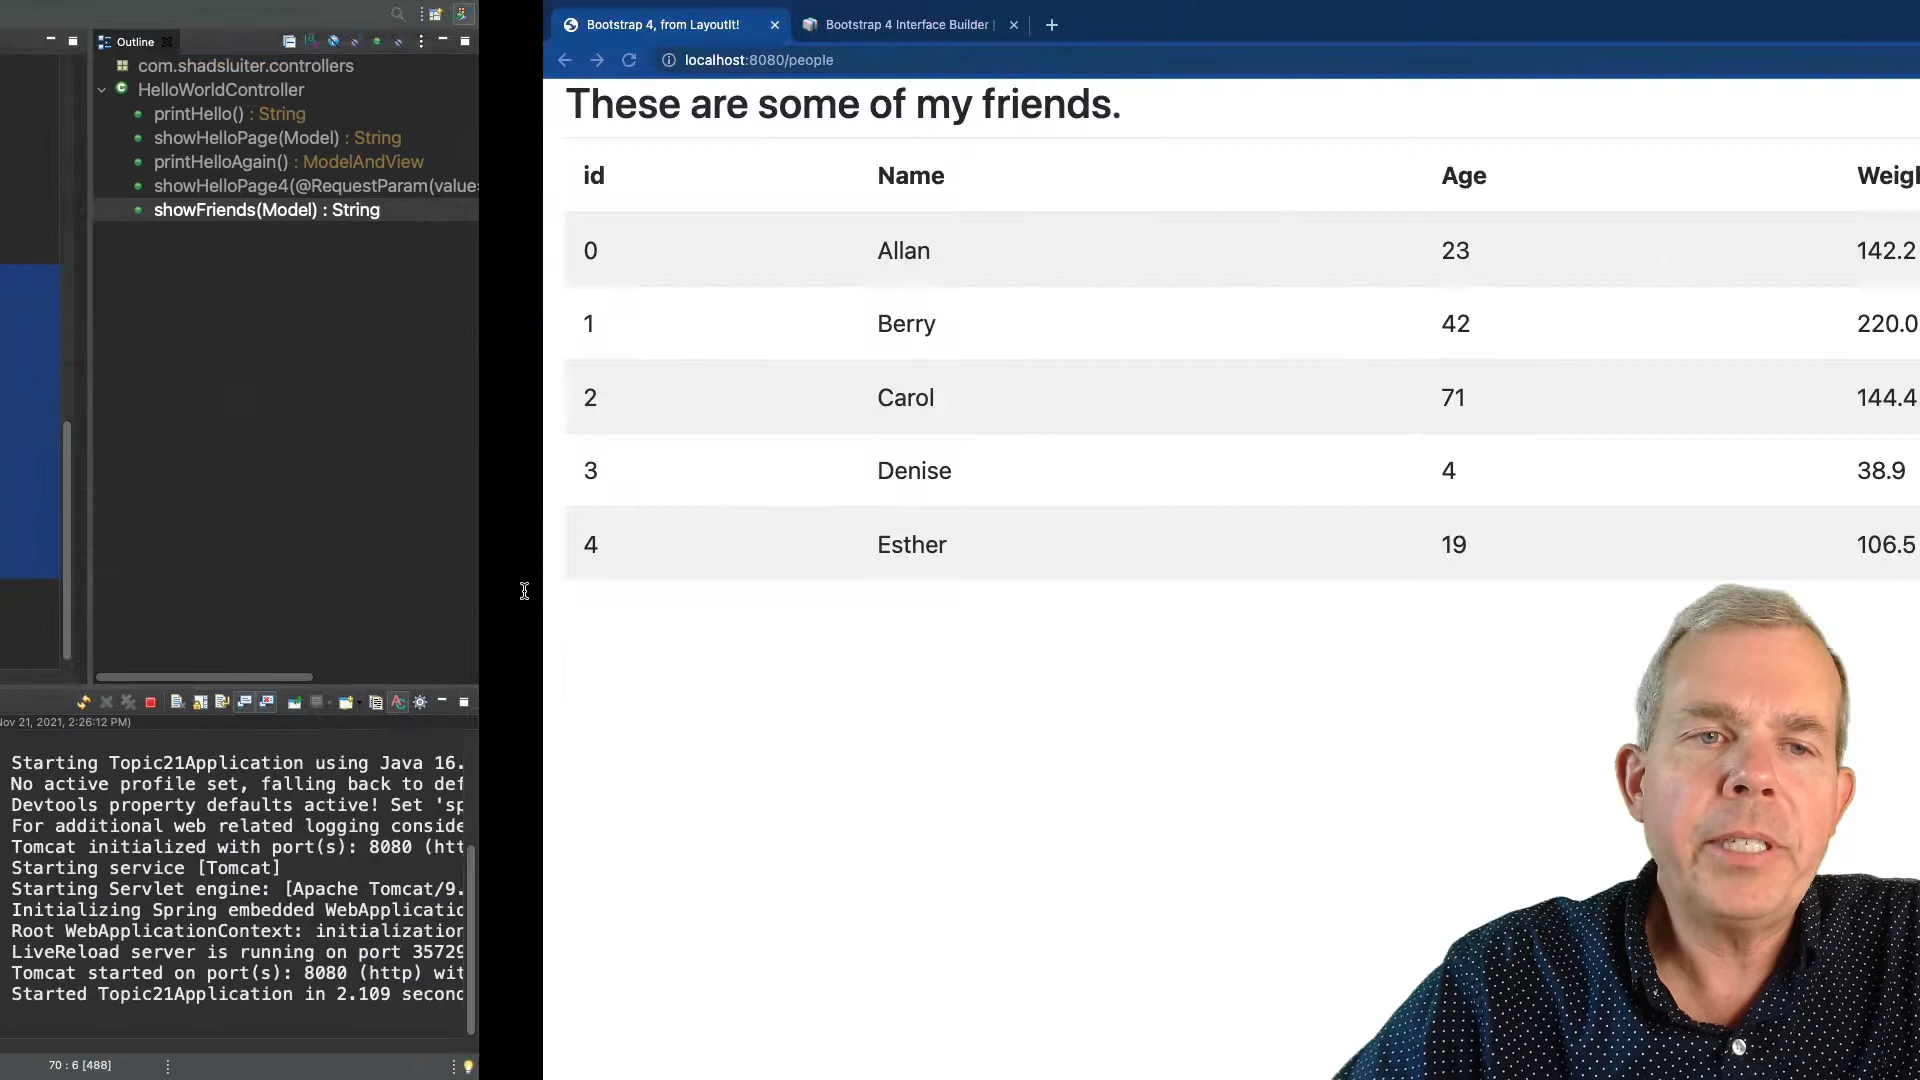 Outline
com.shadsluiter.controllers
HelloWorldController
printHello() : String
showHelloPage(Model) : String
printHelloAgain() : ModelAndView
showHelloPage4(@RequestParam(value=
showFriends(Model) : String
Nov 21, 2021, 2:26:12 PM)
Starting Topic21Application using Java 16.
No active profile set, falling back to def
Devtools property defaults active! Set 'sp
For additional web related logging conside
Tomcat initialized with port(s): 8080 (htt
Starting service [Tomcat]
Starting Servlet engine: [Apache Tomcat/9.
Initializing Spring embedded WebApplicatic
Root WebApplicationContext: initialization
LiveReload server is running on port 35729
Tomcat started on port(s): 8080 (http) wit
Started Topic21Application in 2.109 second
70 : 6 [488]
Bootstrap 4, from LayoutIt!
Bootstrap 4 Interface Builder |
localhost:8080/people
These are some of my friends.
id Name Age Weigh
0 Allan 23 142.2
1 Berry 42 220.0
2 Carol 71 144.4
3 Denise 4 38.9
4 Esther 19 106.5